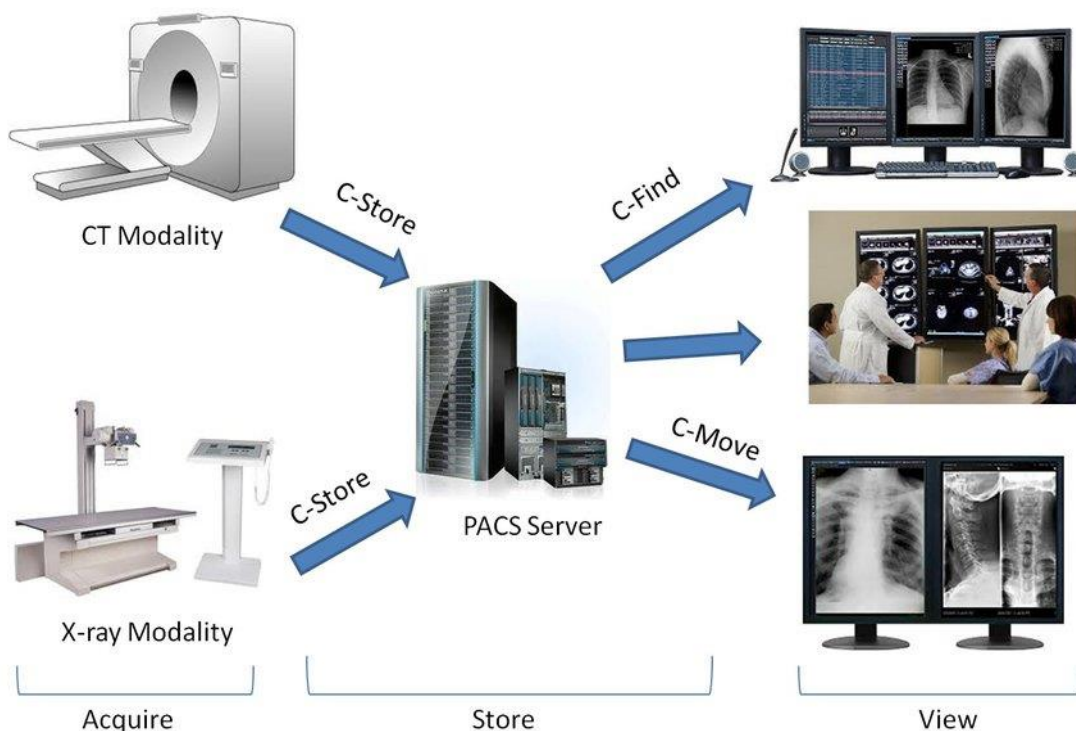 C-Store
C-Find
CT Modality
C-Store
PACS Server
C-Move
X-ray Modality
Acquire
Store
View